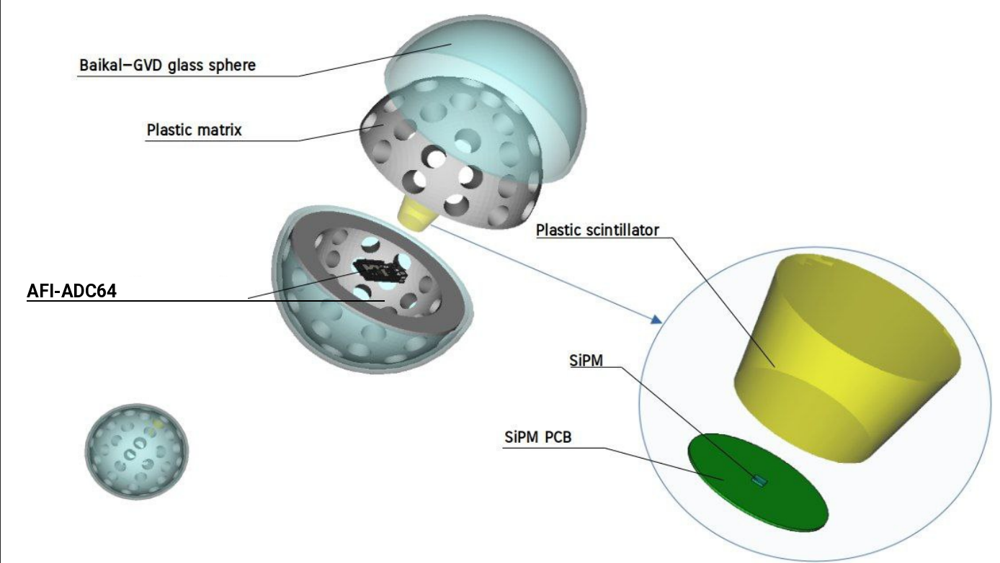 Baikal-GVD glass sphere
Plastic matrix
Plastic scintillator
AFI-ADC64
SiPM
SiPM PCB